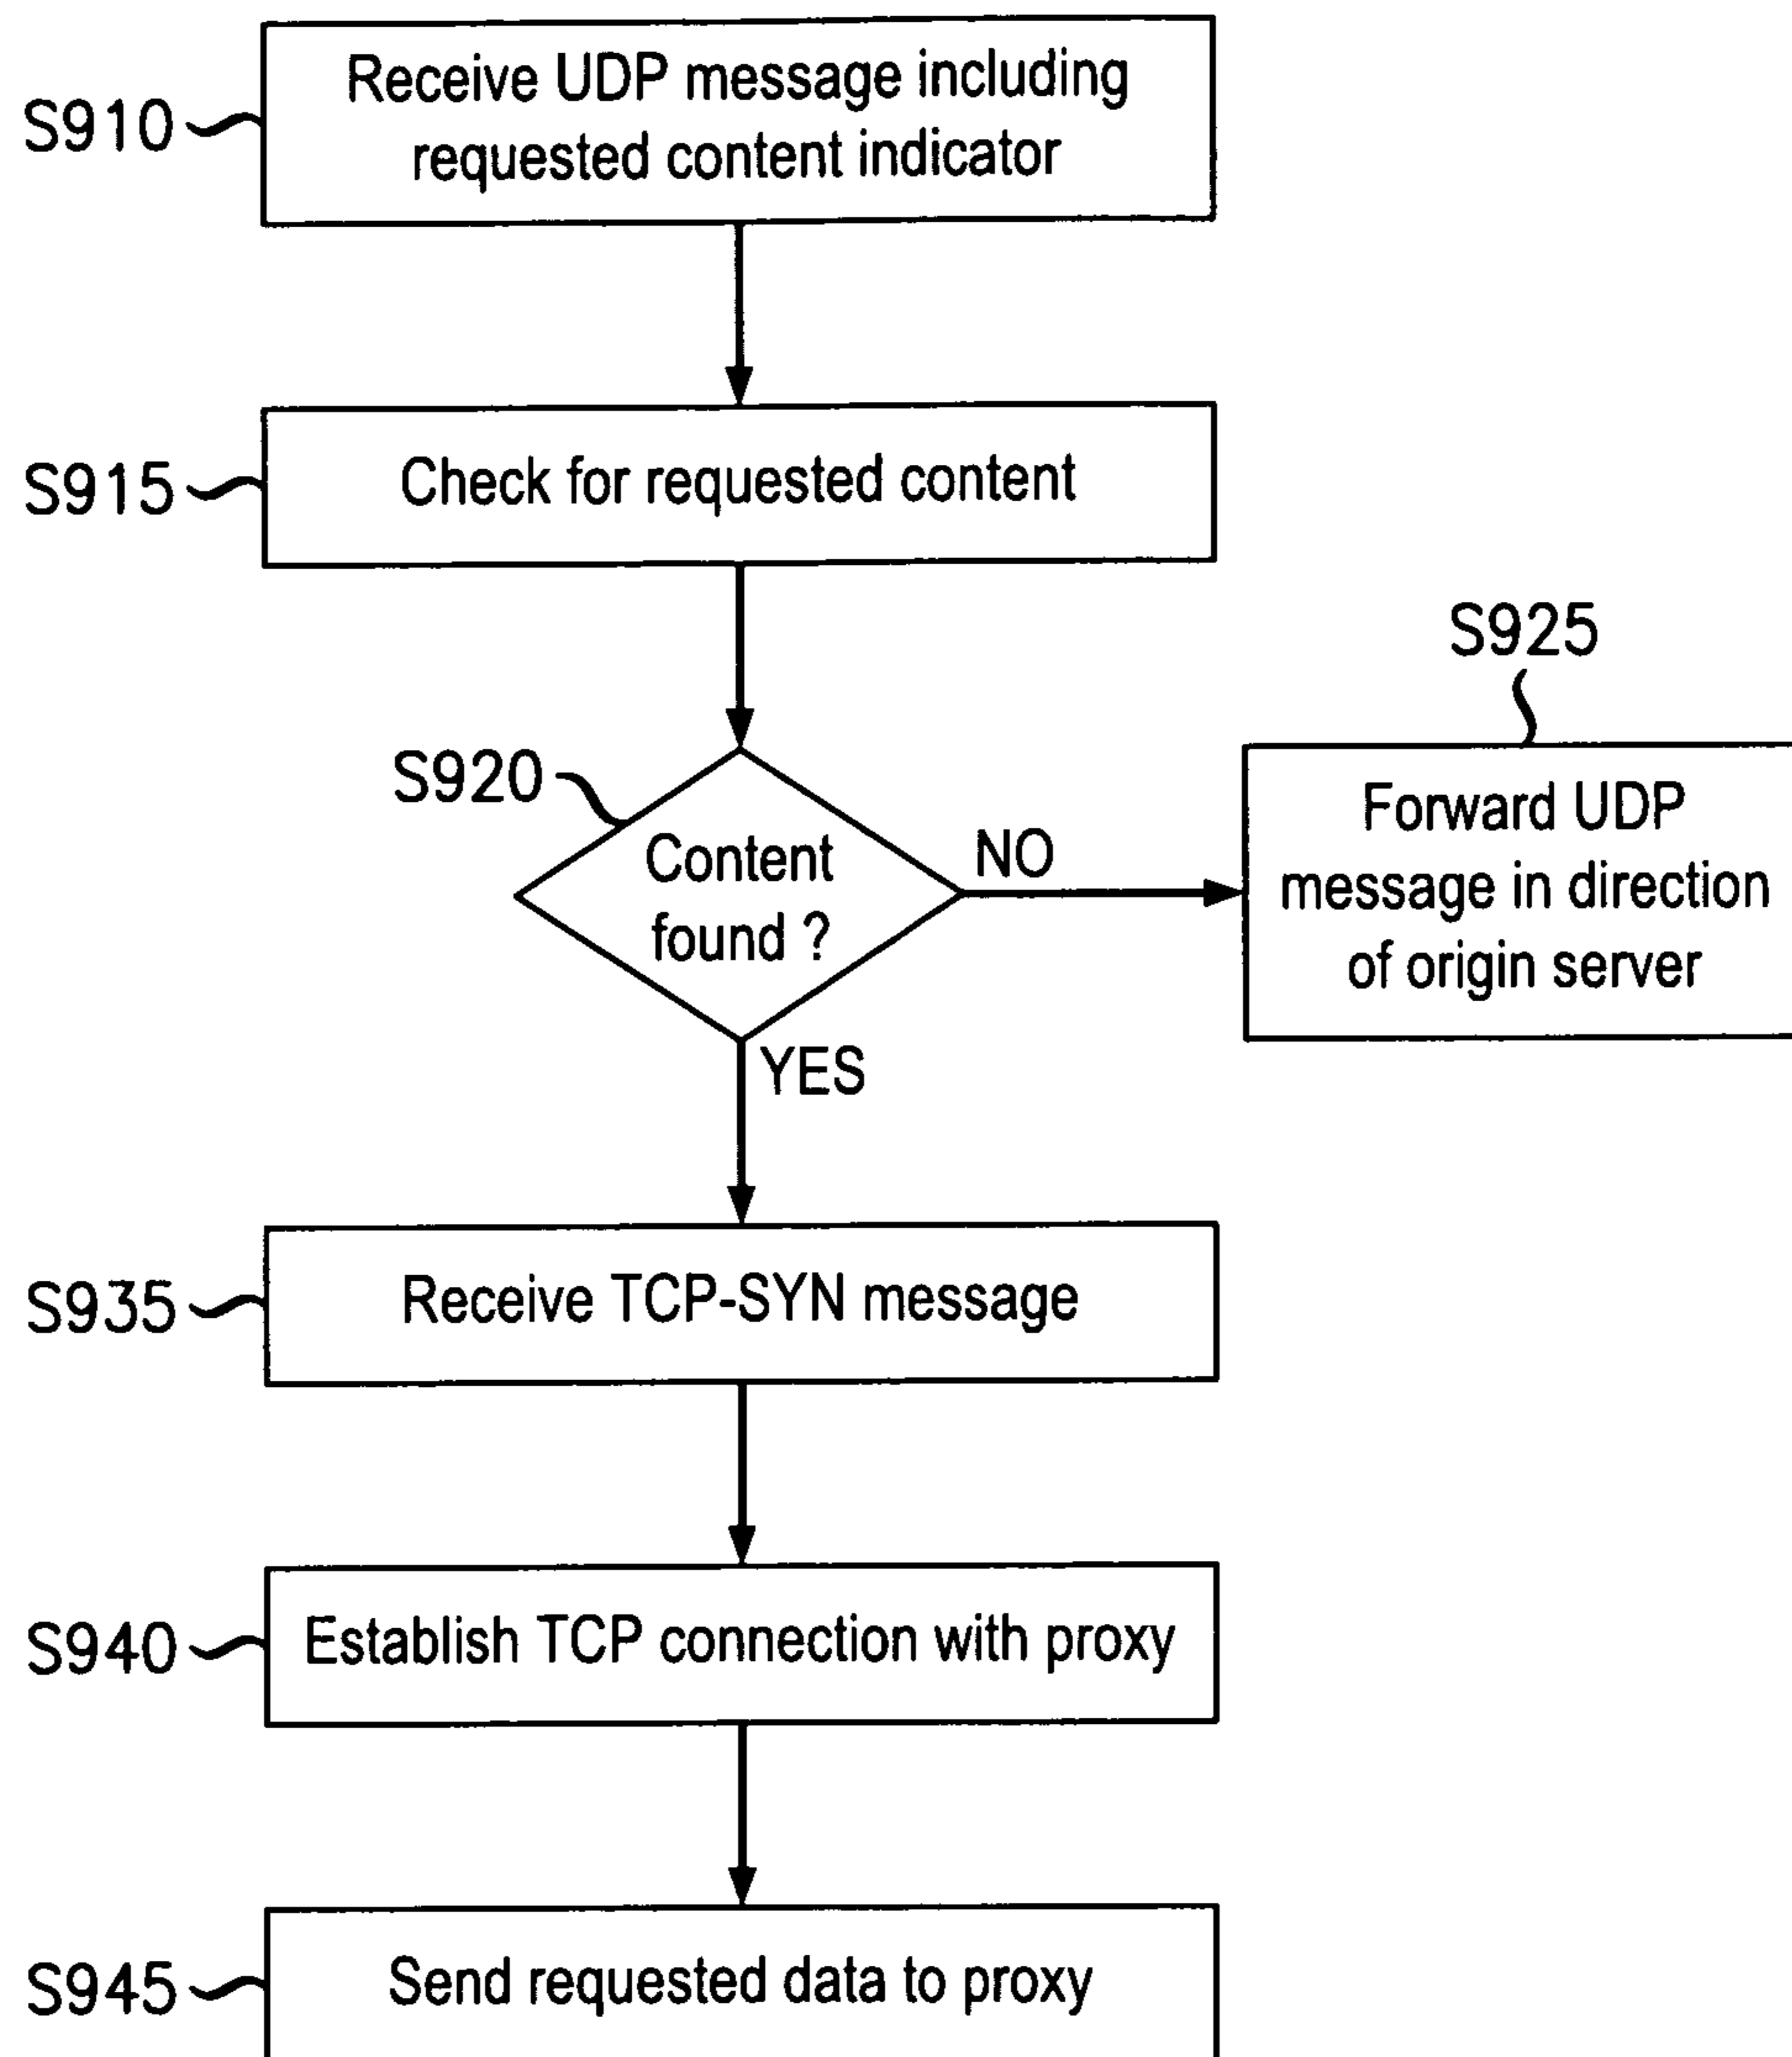 S910
Receive UDP message including
requested content indicator
S915
Check for requested content
S920
Content
found ?
NO
S925
Forward UDP
message in direction
of origin server
YES
S935
Receive TCP-SYN message
S940
Establish TCP connection with proxy
S945
Send requested data to proxy